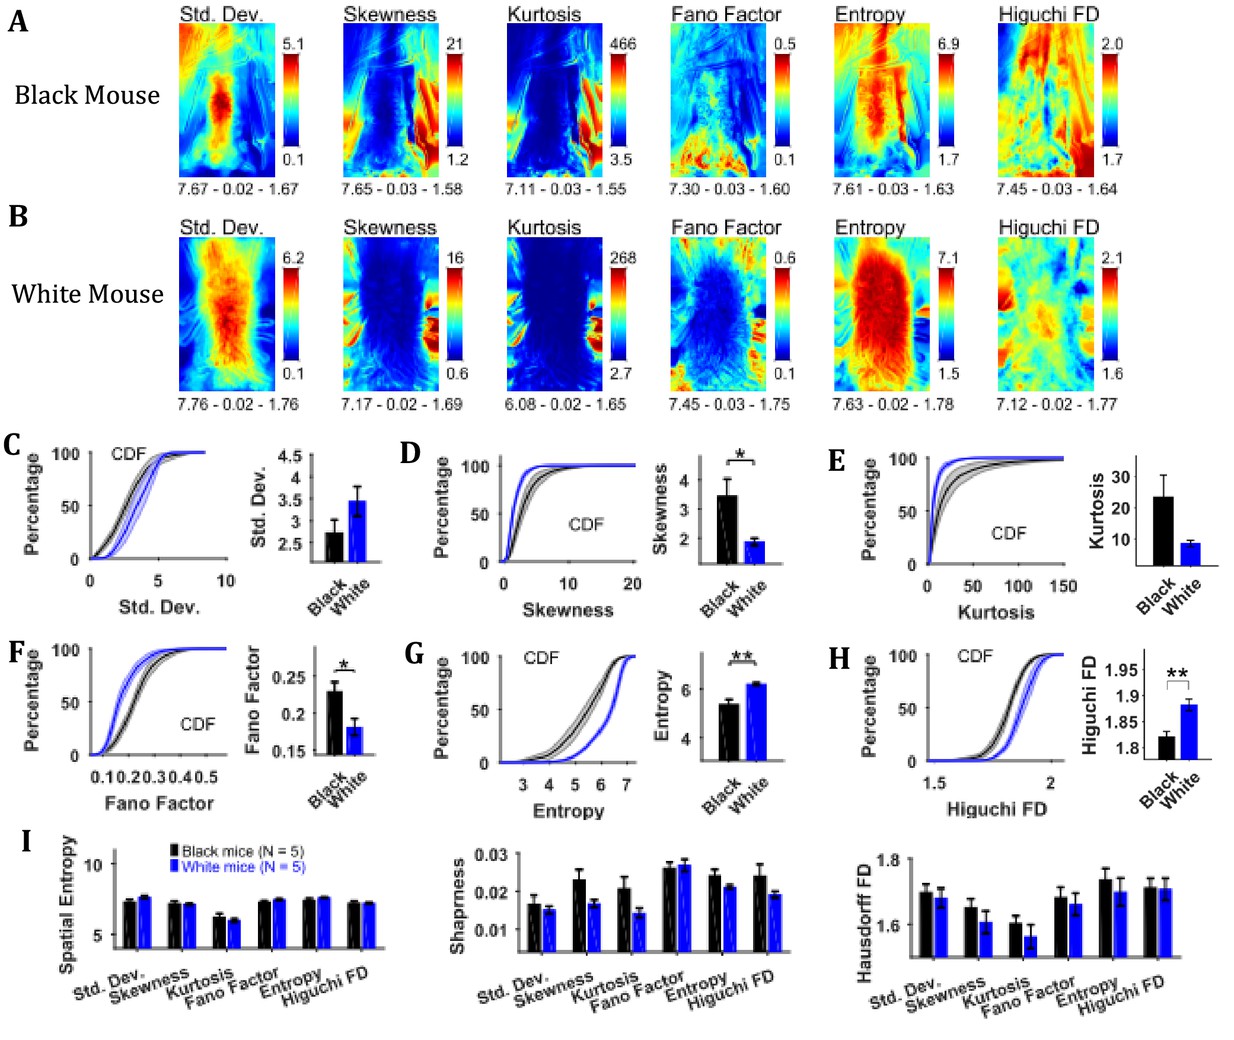 A
Std. Dev. Skewness Kurtosis Fano Factor Entropy Higuchi FD
5.1 21 466 0.5 6.9 2.0
Black Mouse
0.1 1.2 3.5 0.1 1.7 1.6
7.67 - 0.02 - 1.67 7.65 - 0.03 - 1.58 7.11 - 0.03 - 1.55 7.30 - 0.03 - 1.60 7.61 - 0.03 - 1.63 7.45 - 0.03 - 1.64
B
Std. Dev. Skewness Kurtosis Fano Factor Entropy Higuchi FD
6.2 16 268 0.6 7.1 2.1
White Mouse
0.1 0.6 2.7 0.1 1.5 1.6
7.76 - 0.02 - 1.76 7.17 - 0.02 - 1.69 6.08 - 0.02 - 1.65 7.45 - 0.03 - 1.75 7.63 - 0.02 - 1.78 7.12 - 0.02 - 1.77
C
Percentage
100
50
0
CDF
0 5 10
Std. Dev.
Std. Dev.
4.5
4
3.5
3
2.5
Black
White
D
Percentage
100
50
0
CDF
0 10 20
Skewness
Skewness
4
3
2
*
Black
White
E
Percentage
100
50
0
CDF
0 50 100 150
Kurtosis
Kurtosis
30
20
10
Black
White
F
Percentage
100
50
0
CDF
0.1 0.2 0.3 0.4 0.5
Fano Factor
Fano Factor
0.25
0.2
0.15
*
Black
White
G
Percentage
100
50
0
CDF
3 4 5 6 7
Entropy
Entropy
6
4
**
Black
White
H
Percentage
100
50
0
CDF
1.5 2
Higuchi FD
Higuchi FD
1.95
1.9
1.85
1.8
**
Black
White
I
Spatial Entropy
10
5
Black mice (N = 5)
White mice (N = 5)
Std. Dev.
Skewness
Kurtosis
Fano Factor
Entropy
Higuchi FD
Shaprness
0.03
0.02
0.01
Std. Dev.
Skewness
Kurtosis
Fano Factor
Entropy
Higuchi FD
Hausdorff FD
1.8
1.6
Std. Dev.
Skewness
Kurtosis
Fano Factor
Entropy
Higuchi FD